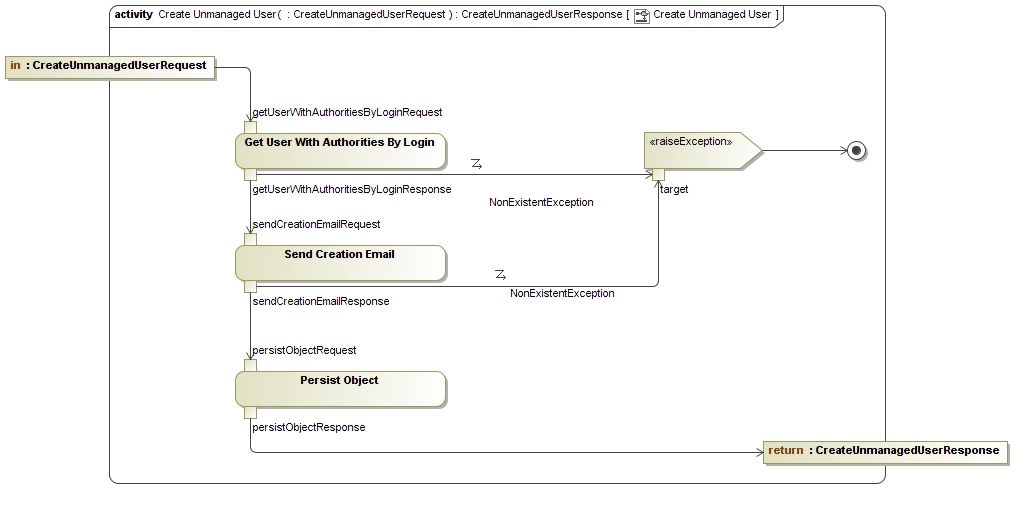 activity Create Unmanaged User( : CreateUnmanagedUserRequest ) : CreateUnmanagedUserResponse [ Create Unmanaged User ]
in : CreateUnmanagedUserRequest
getUserWithAuthoritiesByLoginRequest
Get User With Authorities By Login
«raiseException»
getUserWithAuthoritiesByLoginResponse
target
NonExistentException
sendCreationEmailRequest
Send Creation Email
NonExistentException
sendCreationEmailResponse
persistObjectRequest
Persist Object
persistObjectResponse
return : CreateUnmanagedUserResponse